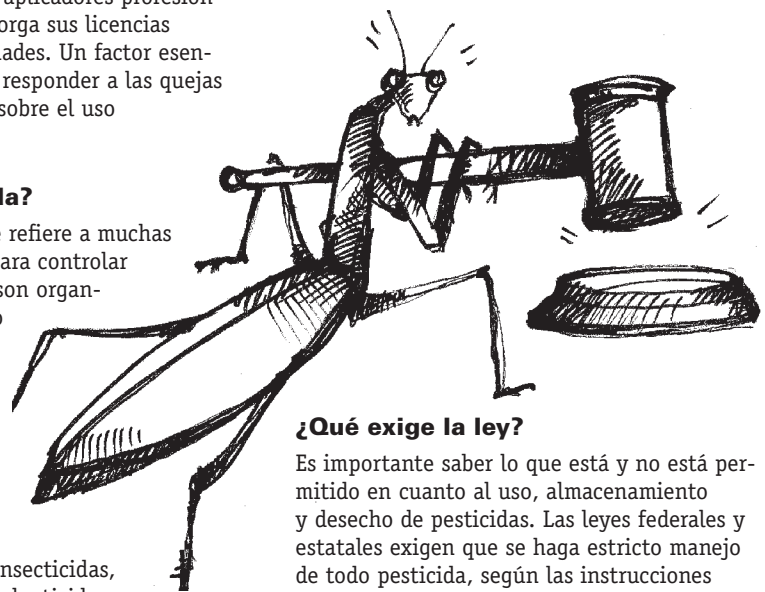 orga sus licencias
ades. Un factor esen-
responder a las quejas
sobre el uso
la?
refiere a muchas
ara controlar
son organ-
¿Qué exige la ley?
Es importante saber lo que está y no está per-
mitido en cuanto al uso, almacenamiento
y desecho de pesticidas. Las leyes federales y
estatales exigen que se haga estricto manejo
de todo pesticida, según las instrucciones
nsecticidas,